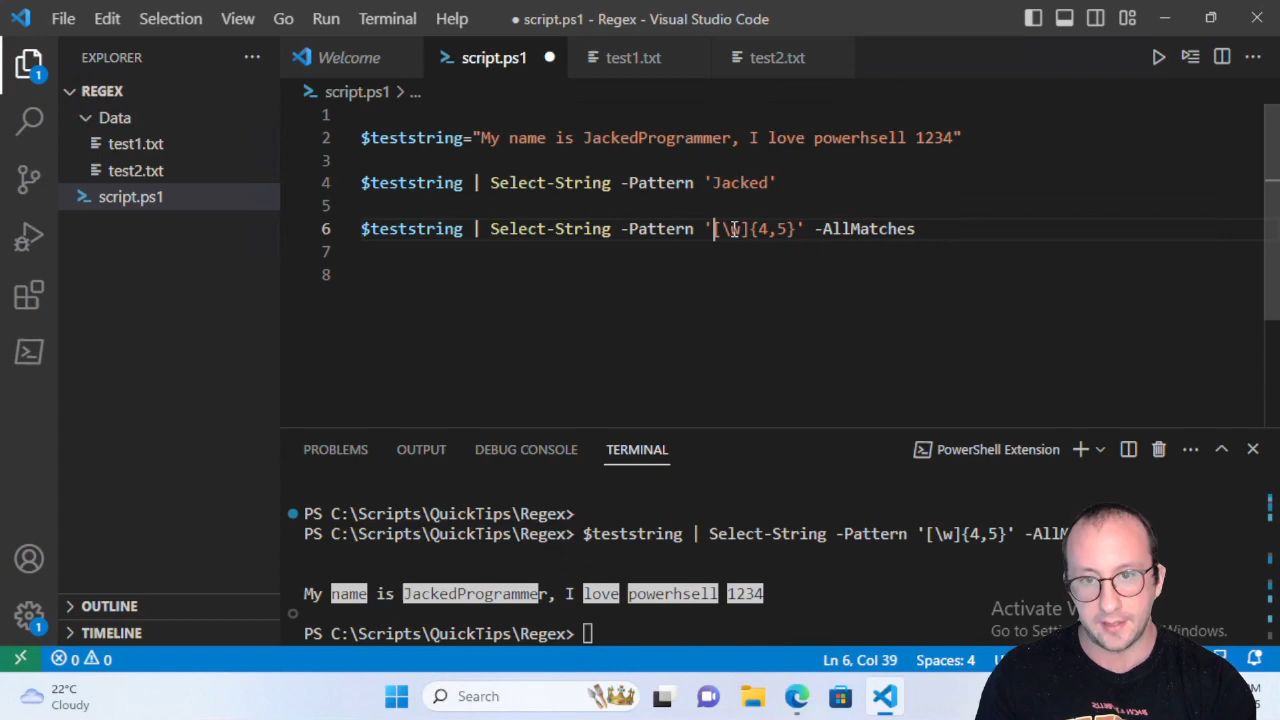 File Edit Selection View Go Run Terminal Help
● script.ps1 - Regex - Visual Studio Code
EXPLORER
Welcome
script.ps1
test1.txt
test2.txt
1
REGEX
Data
test1.txt
test2.txt
script.ps1
script.ps1 > ...
1
2 $teststring="My name is JackedProgrammer, I love powerhsell 1234"
3
4 $teststring | Select-String -Pattern 'Jacked'
5
6 $teststring | Select-String -Pattern '[\w]{4,5}' -AllMatches
7
8
PROBLEMS OUTPUT DEBUG CONSOLE TERMINAL
PowerShell Extension
PS C:\Scripts\QuickTips\Regex>
PS C:\Scripts\QuickTips\Regex> $teststring | Select-String -Pattern '[\w]{4,5}'
My name is JackedProgrammer, I love powerhsell 1234
PS C:\Scripts\QuickTips\Regex>
Activate
Go to Windows.
OUTLINE
TIMELINE
1
0 0
Ln 6, Col 39
Spaces: 4
22°C
Cloudy
Search